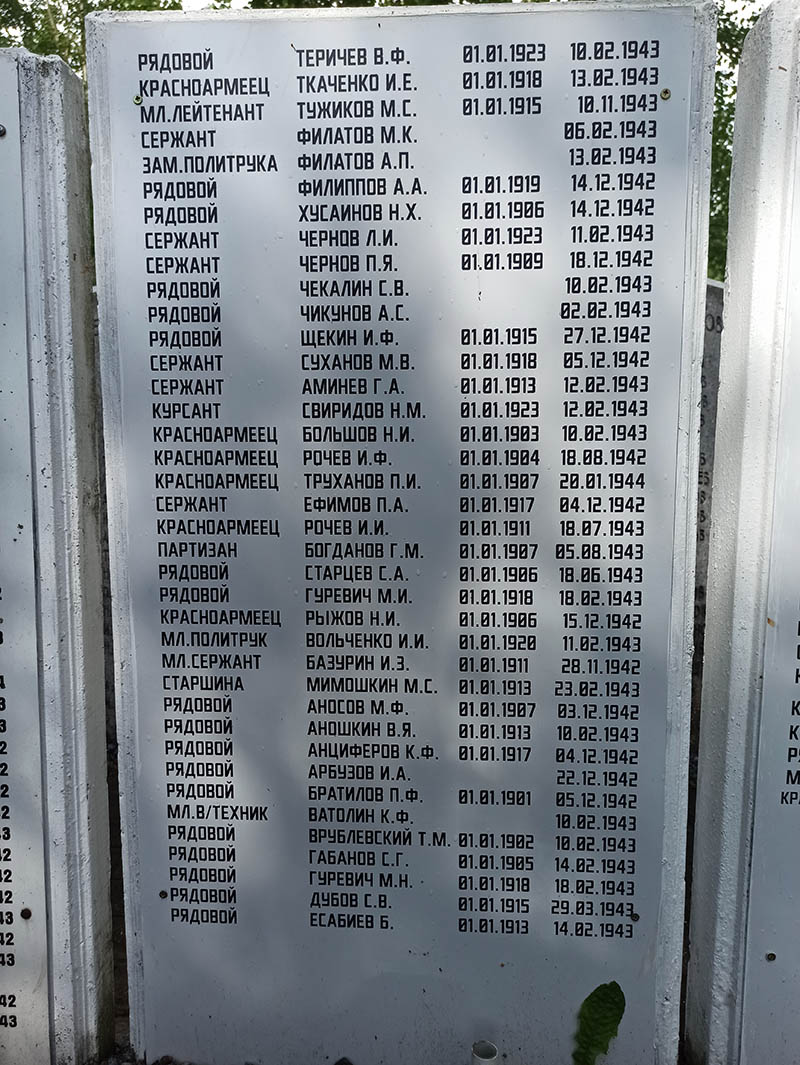 РЯДОВОЙ ТЕРИЧЕВ В.Ф. 01.01.1923 10.02.1943
КРАСНОАРМЕЕЦ ТКАЧЕНКО И.Е. 01.01.1918 13.02.1943
МЛ.ЛЕЙТЕНАНТ ТУЖИКОВ М.С. 01.01.1915 10.11.1943
СЕРЖАНТ ФИЛАТОВ М.К. 06.02.1943
ЗАМ.ПОЛИТРУКА ФИЛАТОВ А.П. 13.02.1943
РЯДОВОЙ ФИЛИППОВ А.А. 01.01.1919 14.12.1942
РЯДОВОЙ ХУСАИНОВ Н.Х. 01.01.1906 14.12.1942
СЕРЖАНТ ЧЕРНОВ Л.И. 01.01.1923 11.02.1943
СЕРЖАНТ ЧЕРНОВ П.Я. 01.01.1909 18.12.1942
РЯДОВОЙ ЧЕКАЛИН С.В. 10.02.1943
РЯДОВОЙ ЧИКУНОВ А.С. 02.02.1943
РЯДОВОЙ ЩЕКИН И.Ф. 01.01.1915 27.12.1942
СЕРЖАНТ СУХАНОВ М.В. 01.01.1918 05.12.1942
СЕРЖАНТ АМИНЕВ Г.А. 01.01.1913 12.02.1943
КУРСАНТ СВИРИДОВ Н.М. 01.01.1923 12.02.1943
КРАСНОАРМЕЕЦ БОЛЬШОВ Н.И. 01.01.1903 10.02.1943
КРАСНОАРМЕЕЦ РОЧЕВ И.Ф. 01.01.1904 18.08.1942
КРАСНОАРМЕЕЦ ТРУХАНОВ П.И. 01.01.1907 20.01.1944
СЕРЖАНТ ЕФИМОВ П.А. 01.01.1917 04.12.1942
КРАСНОАРМЕЕЦ РОЧЕВ И.И. 01.01.1911 18.07.1943
ПАРТИЗАН БОГДАНОВ Г.М. 01.01.1907 05.08.1943
РЯДОВОЙ СТАРЦЕВ С.А. 01.01.1906 18.06.1943
РЯДОВОЙ ГУРЕВИЧ М.И. 01.01.1918 18.02.1943
КРАСНОАРМЕЕЦ РЫЖОВ Н.И. 01.01.1906 15.12.1942
МЛ.ПОЛИТРУК ВОЛЬЧЕНКО И.И. 01.01.1920 11.02.1943
МЛ.СЕРЖАНТ БАЗУРИН И.З. 01.01.1911 28.11.1942
СТАРШИНА МИМОШКИН М.С. 01.01.1913 23.02.1943
РЯДОВОЙ АНОСОВ М.Ф. 01.01.1907 03.12.1942
РЯДОВОЙ АНОШКИН В.Я. 01.01.1913 10.02.1943
РЯДОВОЙ АНЦИФЕРОВ К.Ф. 01.01.1917 04.12.1942
РЯДОВОЙ АРБУЗОВ И.А. 22.12.1942
РЯДОВОЙ БРАТИЛОВ П.Ф. 01.01.1901 05.12.1942
МЛ.В/ТЕХНИК ВАТОЛИН К.Ф. 10.02.1943
РЯДОВОЙ ВРУБЛЕВСКИЙ Т.М. 01.01.1902 10.02.1943
РЯДОВОЙ ГАБАНОВ С.Г. 01.01.1905 14.02.1943
РЯДОВОЙ ГУРЕВИЧ М.Н. 01.01.1918 18.02.1943
РЯДОВОЙ ДУБОВ С.В. 01.01.1915 29.03.1943
РЯДОВОЙ ЕСАБИЕВ Б. 01.01.1913 14.02.1943